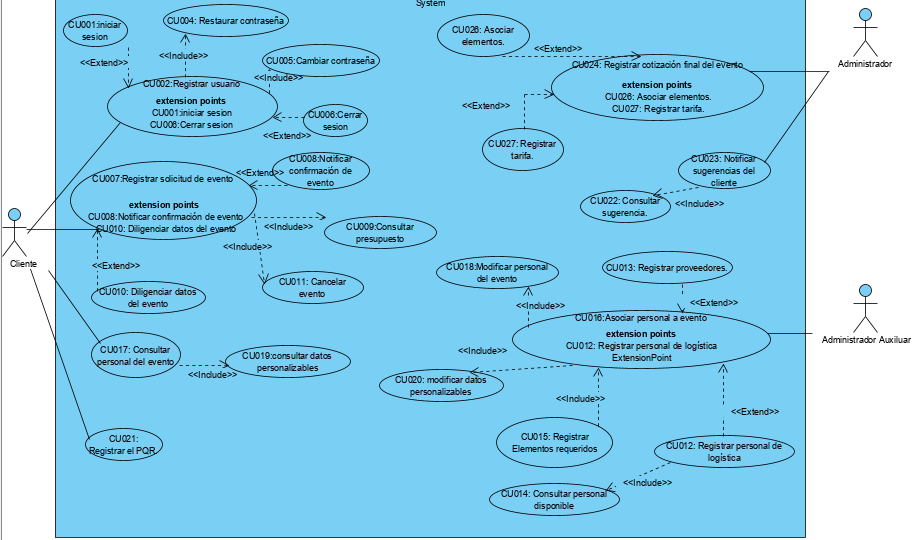 System
CU001:iniciar
sesion
CU004: Restaurar contraseña
<<Extend>>
<<Include>>
CU005:Cambiar contraseña
<<Include>>
CU002:Registrar usuario
extension points
CU001:iniciar sesion
CU006:Cerrar sesion
CU006:Cerrar
sesion
<<Extend>>
CU008:Notificar
confirmación de
evento
<<Extend>>
CU007:Registrar solicitud de evento
extension points
CU008:Notificar confirmación de evento
CU010: Diligenciar datos del evento
<<Include>>
CU009:Consultar
presupuesto
<<Include>>
CU011: Cancelar
evento
<<Extend>>
CU010: Diligenciar datos
del evento
Cliente
CU017: Consultar
personal del evento
<<Include>>
CU019:consultar datos
personalizables
CU021:
Registrar el PQR.
CU026: Asociar
elementos.
<<Extend>>
CU024: Registrar cotización final del evento
extension points
CU026: Asociar elementos.
CU027: Registrar tarifa.
<<Extend>>
CU027: Registrar
tarifa.
Administrador
CU023: Notificar
sugerencias del
cliente
CU022: Consultar
sugerencia.
<<Include>>
CU018:Modificar personal
del evento
CU013: Registrar proveedores.
<<Include>>
<<Extend>>
CU016:Asociar personal a evento
extension points
CU012: Registrar personal de logística
ExtensionPoint
Administrador Auxiluar
<<Include>>
CU020: modificar datos
personalizables
<<Include>>
<<Extend>>
CU015: Registrar
Elementos requeridos
CU012: Registrar personal de
logística
<<Include>>
CU014: Consultar personal
disponible